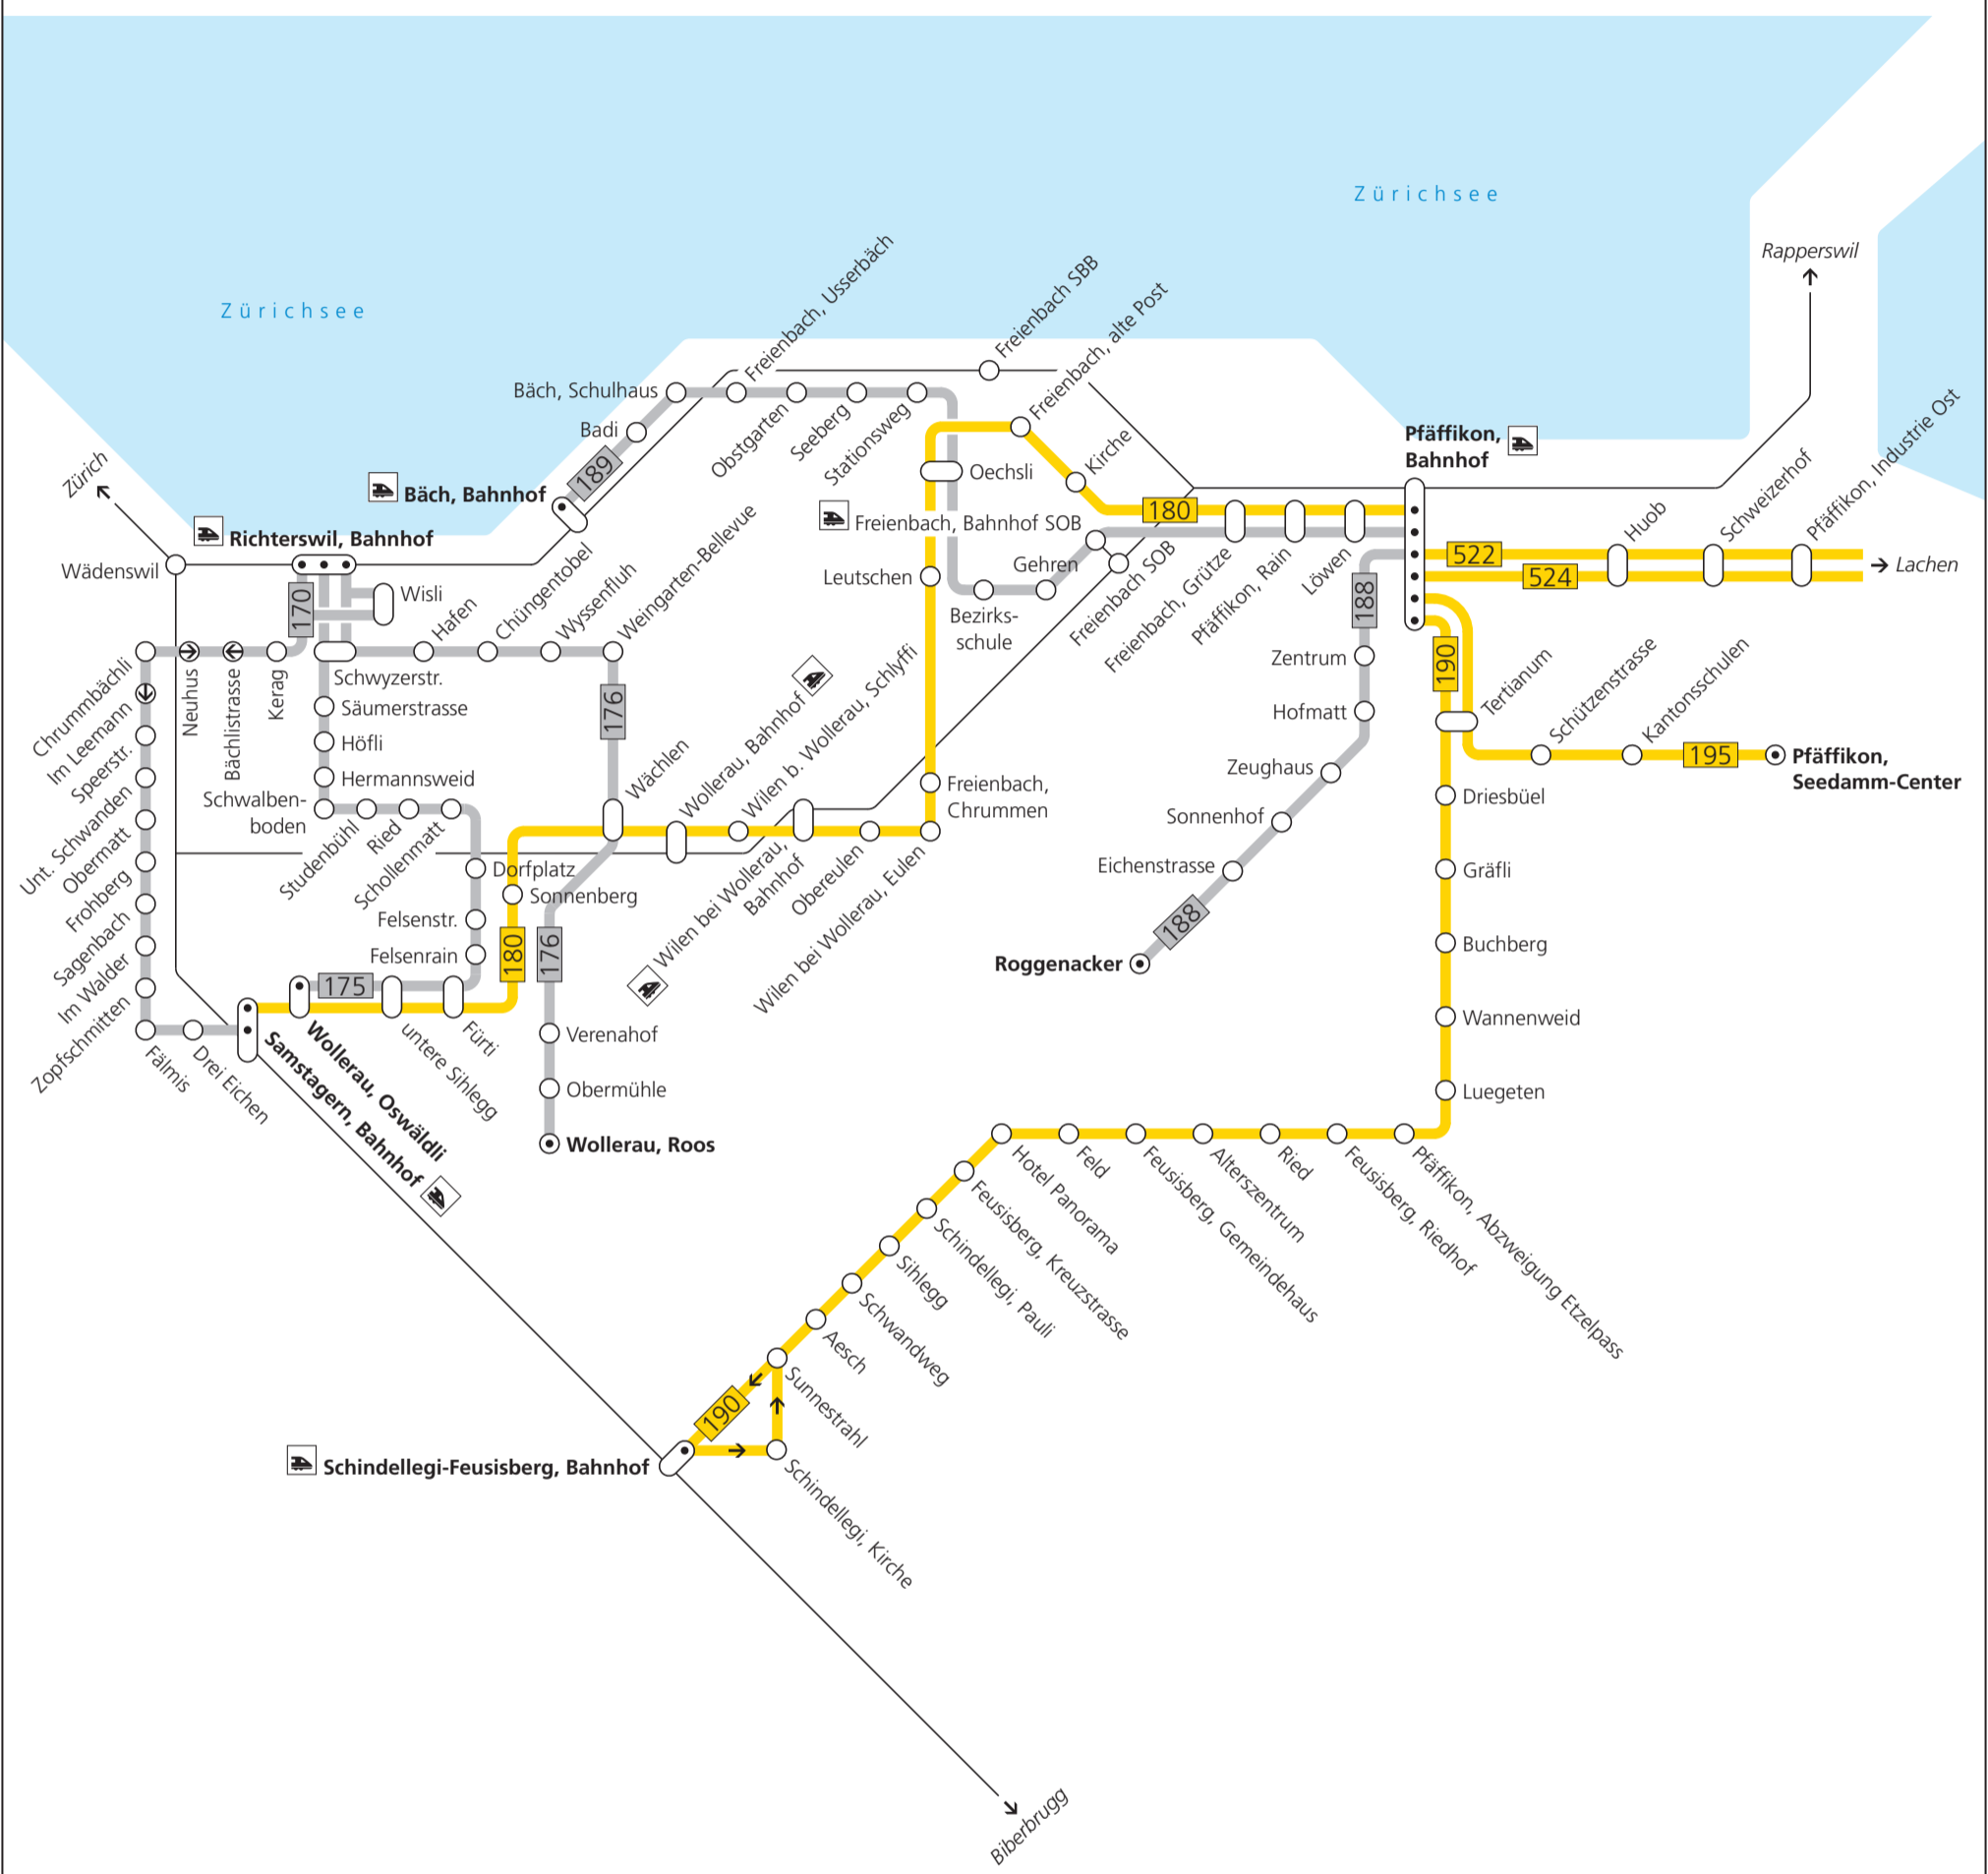 Zürichsee
Zürichsee
Rapperswil
Zürich
Wädenswil
Richterswil, Bahnhof
Bäch, Bahnhof
189
Badi
Bäch, Schulhaus
Freienbach, Usserbäch
Obstgarten
Seeberg
Stationsweg
Freienbach SBB
Freienbach, alte Post
Kirche
Oechsli
Freienbach, Bahnhof SOB
Leutschen
Gehren
Bezirks-
schule
Freienbach SOB
180
Freienbach, Grütze
Pfäffikon, Rain
Löwen
Pfäffikon,
Bahnhof
522
524
Huob
Schweizerhof
Pfäffikon, Industrie Ost
Lachen
170
Wisli
Hafen
Chüngentobel
Wyssenfluh
Weingarten-Bellevue
Chrummbächli
Neuhus
Bächlistrasse
Kerag
Schwyzerstr.
Säumerstrasse
Höfli
Hermannsweid
Schwalben-
boden
Studenbühl
Ried
Schollenmatt
Dorfplatz
Felsenstr.
Felsenrain
Im Leemann
Speerstr.
Unt. Schwanden
Obermatt
Frohberg
Sagenbach
Im Walder
Zopfschmitten
Fälmis
Drei Eichen
Samstagern, Bahnhof
Wollerau, Oswäldli
175
untere Sihlegg
Fürti
180
Sonnenberg
176
176
Wächlen
Wollerau, Bahnhof
Wilen b. Wollerau, Schlyffi
Wilen bei Wollerau,
Bahnhof
Obereulen
Wilen bei Wollerau, Eulen
Freienbach,
Chrummen
Verenahof
Obermühle
Wollerau, Roos
188
Zentrum
Hofmatt
Zeughaus
Sonnenhof
Eichenstrasse
188
Roggenacker
190
Tertianum
Schützenstrasse
Kantonsschulen
195
Pfäffikon,
Seedamm-Center
Driesbüel
Gräfli
Buchberg
Wannenweid
Luegeten
Pfäffikon, Abzweigung Etzelpass
Feusisberg, Riedhof
Ried
Alterszentrum
Feusisberg, Gemeindehaus
Feld
Hotel Panorama
Feusisberg, Kreuzstrasse
Schindellegi, Pauli
Sihlegg
Schwandweg
Aesch
Sunnestrahl
190
Schindellegi-Feusisberg, Bahnhof
Schindellegi, Kirche
Biberbrugg